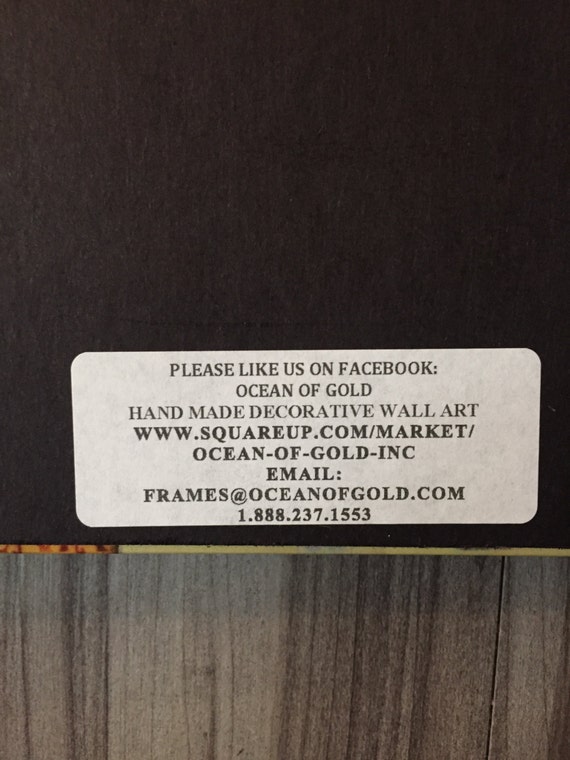 PLEASE LIKE US ON FACEBOOK:
OCEAN OF GOLD
HAND MADE DECORATIVE WALL ART
WWW.SQUAREUP.COM/MARKET/
OCEAN-OF-GOLD-INC
EMAIL:
FRAMES@OCEANOFGOLD.COM
1.888.237.1553